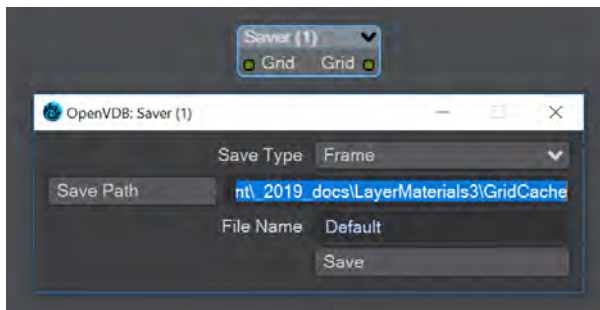 Saver (1)
Grid Grid
OpenVDB: Saver (1)
Save Type Frame
Save Path nt\_2019_docs\LayerMaterials3\GridCache
File Name Default
Save